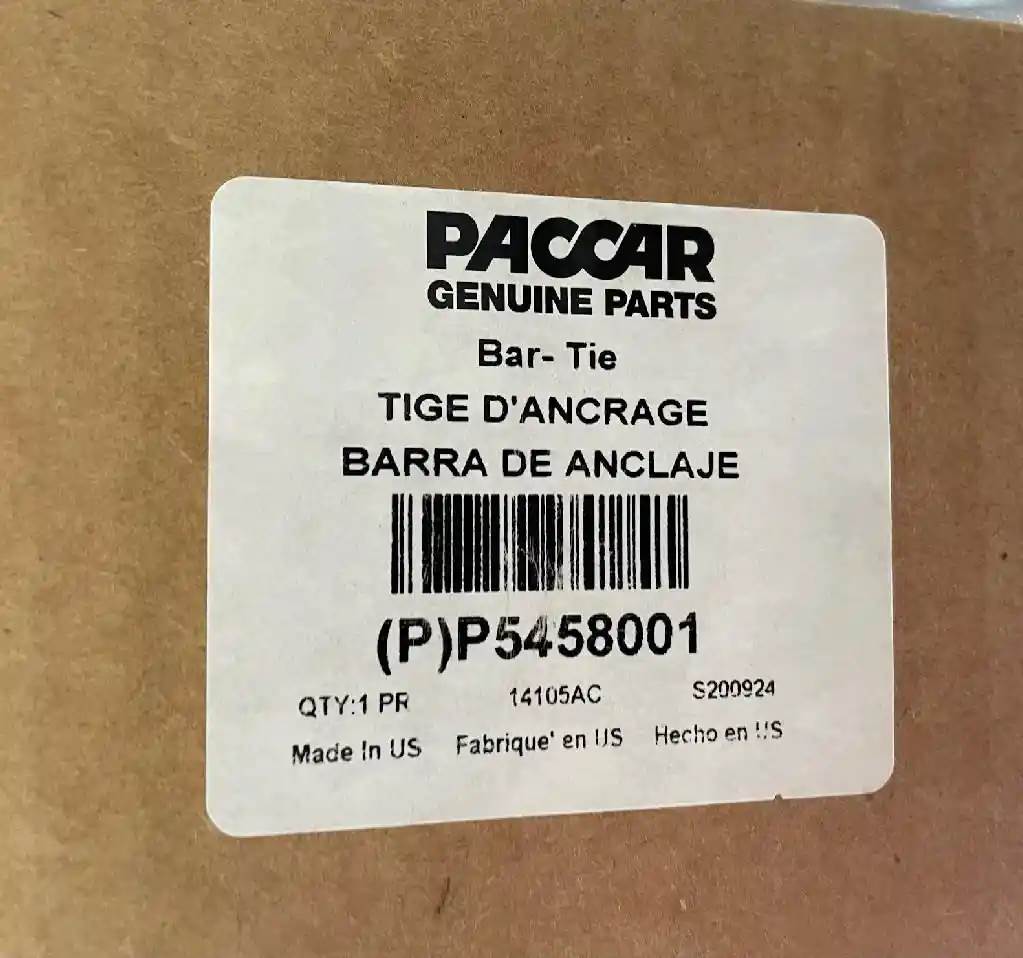 PACCAR
GENUINE PARTS
Bar- Tie
TIGE D'ANCRAGE
BARRA DE ANCLAJE
(P)P5458001
QTY:1 PR 14105AC S200924
Made In US Fabrique' en US Hecho en US